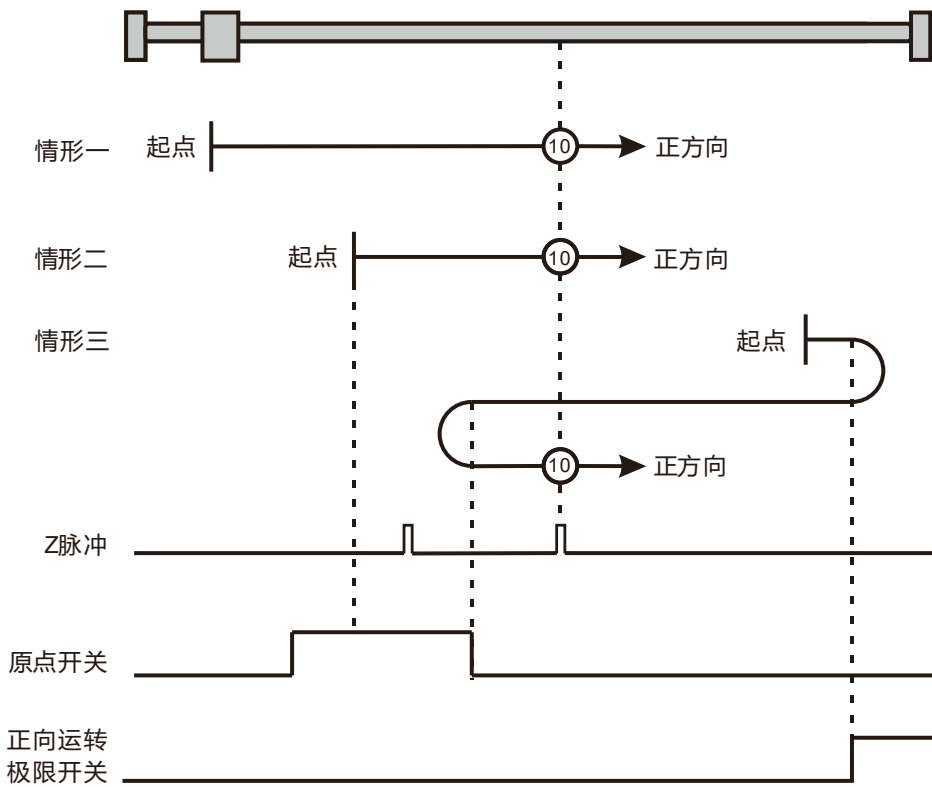 情形一 起点 10 正方向
情形二 起点 10 正方向
情形三 起点
10 正方向
Z脉冲
原点开关
正向运转
极限开关